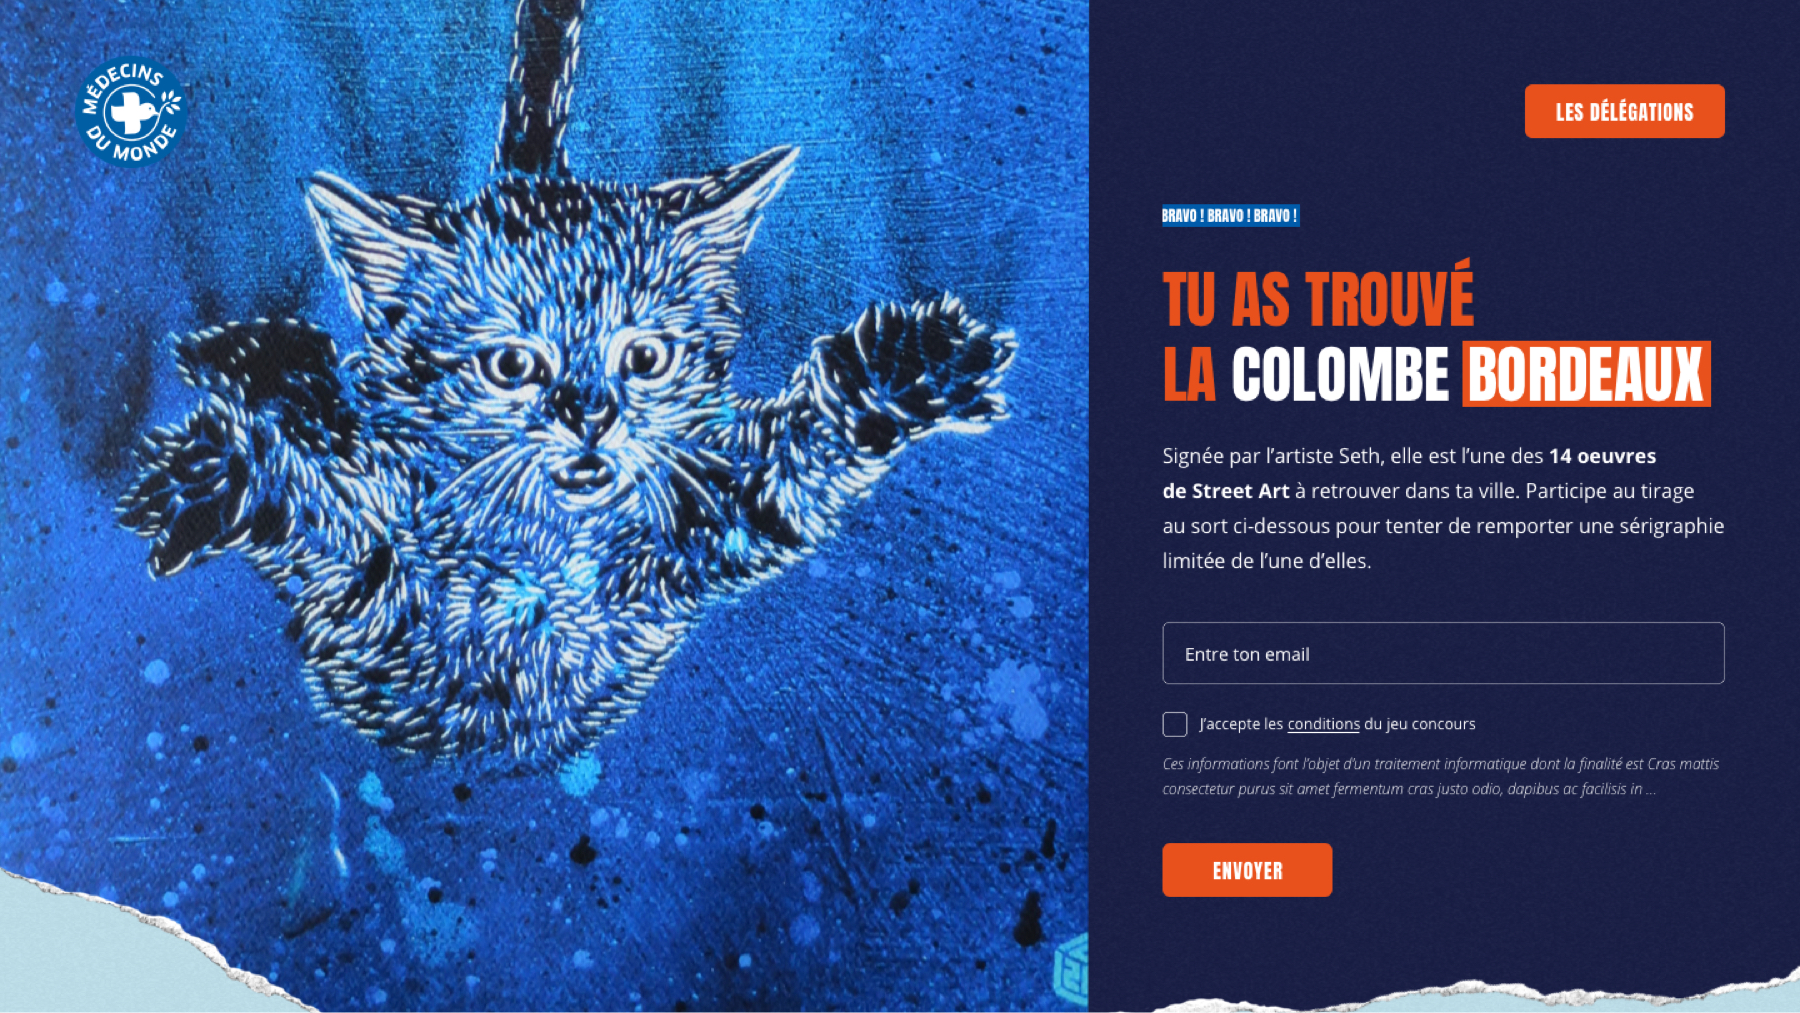 MÉDECINS
DU MONDE
LES DÉLÉGATIONS
BRAVO ! BRAVO ! BRAVO !
TU AS TROUVÉ
LA COLOMBE BORDEAUX
Signée par l’artiste Seth, elle est l’une des 14 oeuvres
de Street Art à retrouver dans ta ville. Participe au tirage
au sort ci-dessous pour tenter de remporter une sérigraphie
limitée de l’une d’elles.
Entre ton email
J’accepte les conditions du jeu concours
Ces informations font l’objet d’un traitement informatique dont la finalité est Cras mattis
consectetur purus sit amet fermentum cras justo odio, dapibus ac facilisis in ...
ENVOYER